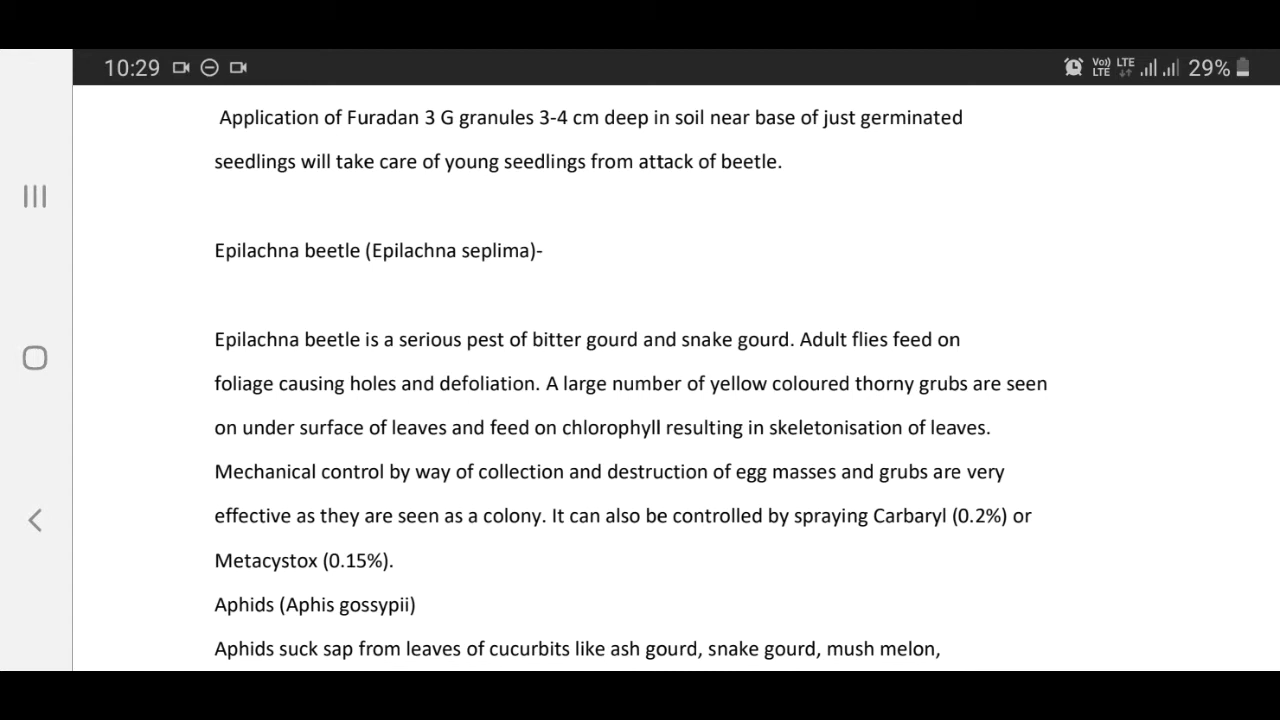 10:29
Vo)) LTE LTE 29%
Application of Furadan 3 G granules 3-4 cm deep in soil near base of just germinated
seedlings will take care of young seedlings from attack of beetle.
Epilachna beetle (Epilachna seplima)-
Epilachna beetle is a serious pest of bitter gourd and snake gourd. Adult flies feed on
foliage causing holes and defoliation. A large number of yellow coloured thorny grubs are seen
on under surface of leaves and feed on chlorophyll resulting in skeletonisation of leaves.
Mechanical control by way of collection and destruction of egg masses and grubs are very
effective as they are seen as a colony. It can also be controlled by spraying Carbaryl (0.2%) or
Metacystox (0.15%).
Aphids (Aphis gossypii)
Aphids suck sap from leaves of cucurbits like ash gourd, snake gourd, mush melon,